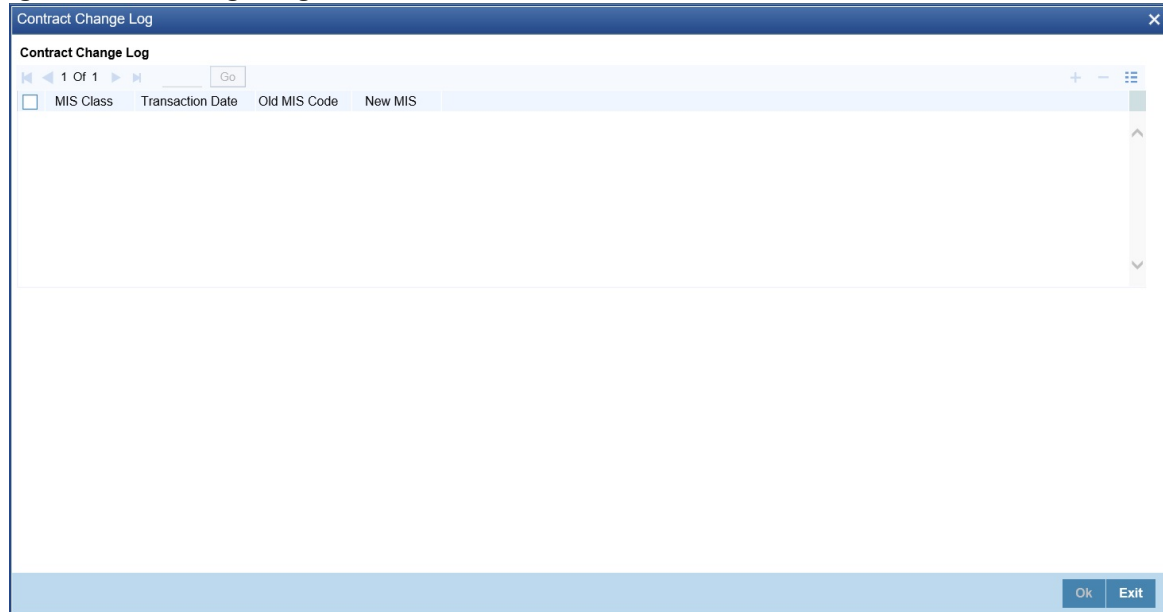 Contract Change Log
Contract Change Log
1 Of 1 Go
MIS Class Transaction Date Old MIS Code New MIS
Ok Exit